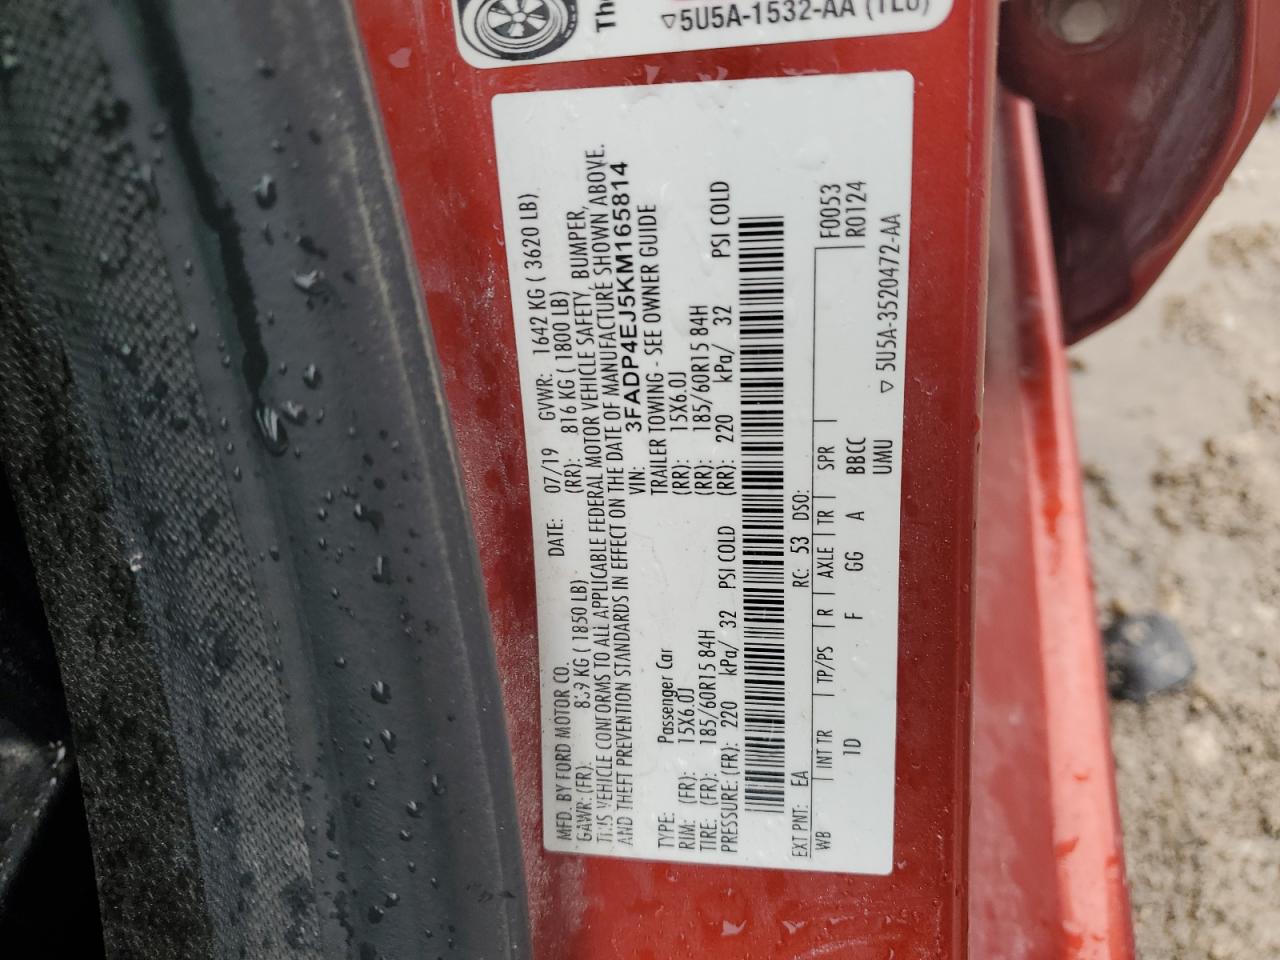 Th
▽5U5A-1532-AA (TLU)
MFD. BY FORD MOTOR CO. DATE: 07/19 GVWR: 1642 KG ( 3620 LB)
GAWR: (FR): 839 KG ( 1850 LB) (RR): 816 KG ( 1800 LB)
THIS VEHICLE CONFORMS TO ALL APPLICABLE FEDERAL MOTOR VEHICLE SAFETY, BUMPER,
AND THEFT PREVENTION STANDARDS IN EFFECT ON THE DATE OF MANUFACTURE SHOWN ABOVE.
VIN: 3FADP4EJ5KM165814
TYPE: Passenger Car TRAILER TOWING - SEE OWNER GUIDE
RIM: (FR): 15X6.0J (RR): 15X6.0J
TIRE: (FR): 185/60R15 84H (RR): 185/60R15 84H
PRESSURE: (FR): 220 kPa/ 32 PSI COLD (RR): 220 kPa/ 32 PSI COLD
EXT PNT: EA RC: 53 DSO: F0053
WB INT TR TP/PS R AXLE TR SPR R0124
1D F GG A BBCC
UMU ▽ 5U5A-3520472-AA